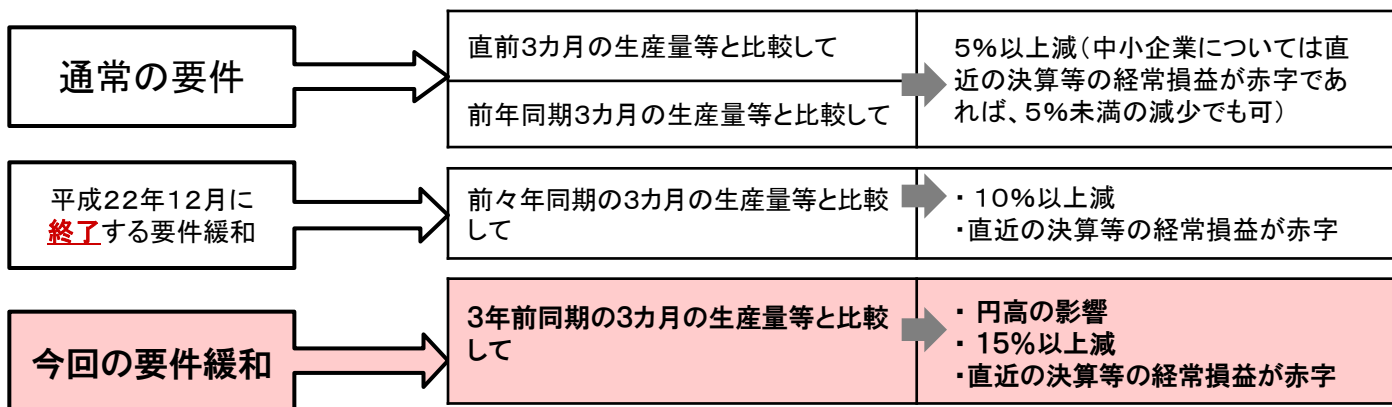 通常の要件
直前3カ月の生産量等と比較して
前年同期3カ月の生産量等と比較して
5%以上減(中小企業については直
近の決算等の経常損益が赤字であ
れば、5%未満の減少でも可)
平成22年12月に
終了する要件緩和
前々年同期の3カ月の生産量等と比較
して
・ 10%以上減
・直近の決算等の経常損益が赤字
今回の要件緩和
3年前同期の3カ月の生産量等と比較
して
・ 円高の影響
・ 15%以上減
・直近の決算等の経常損益が赤字